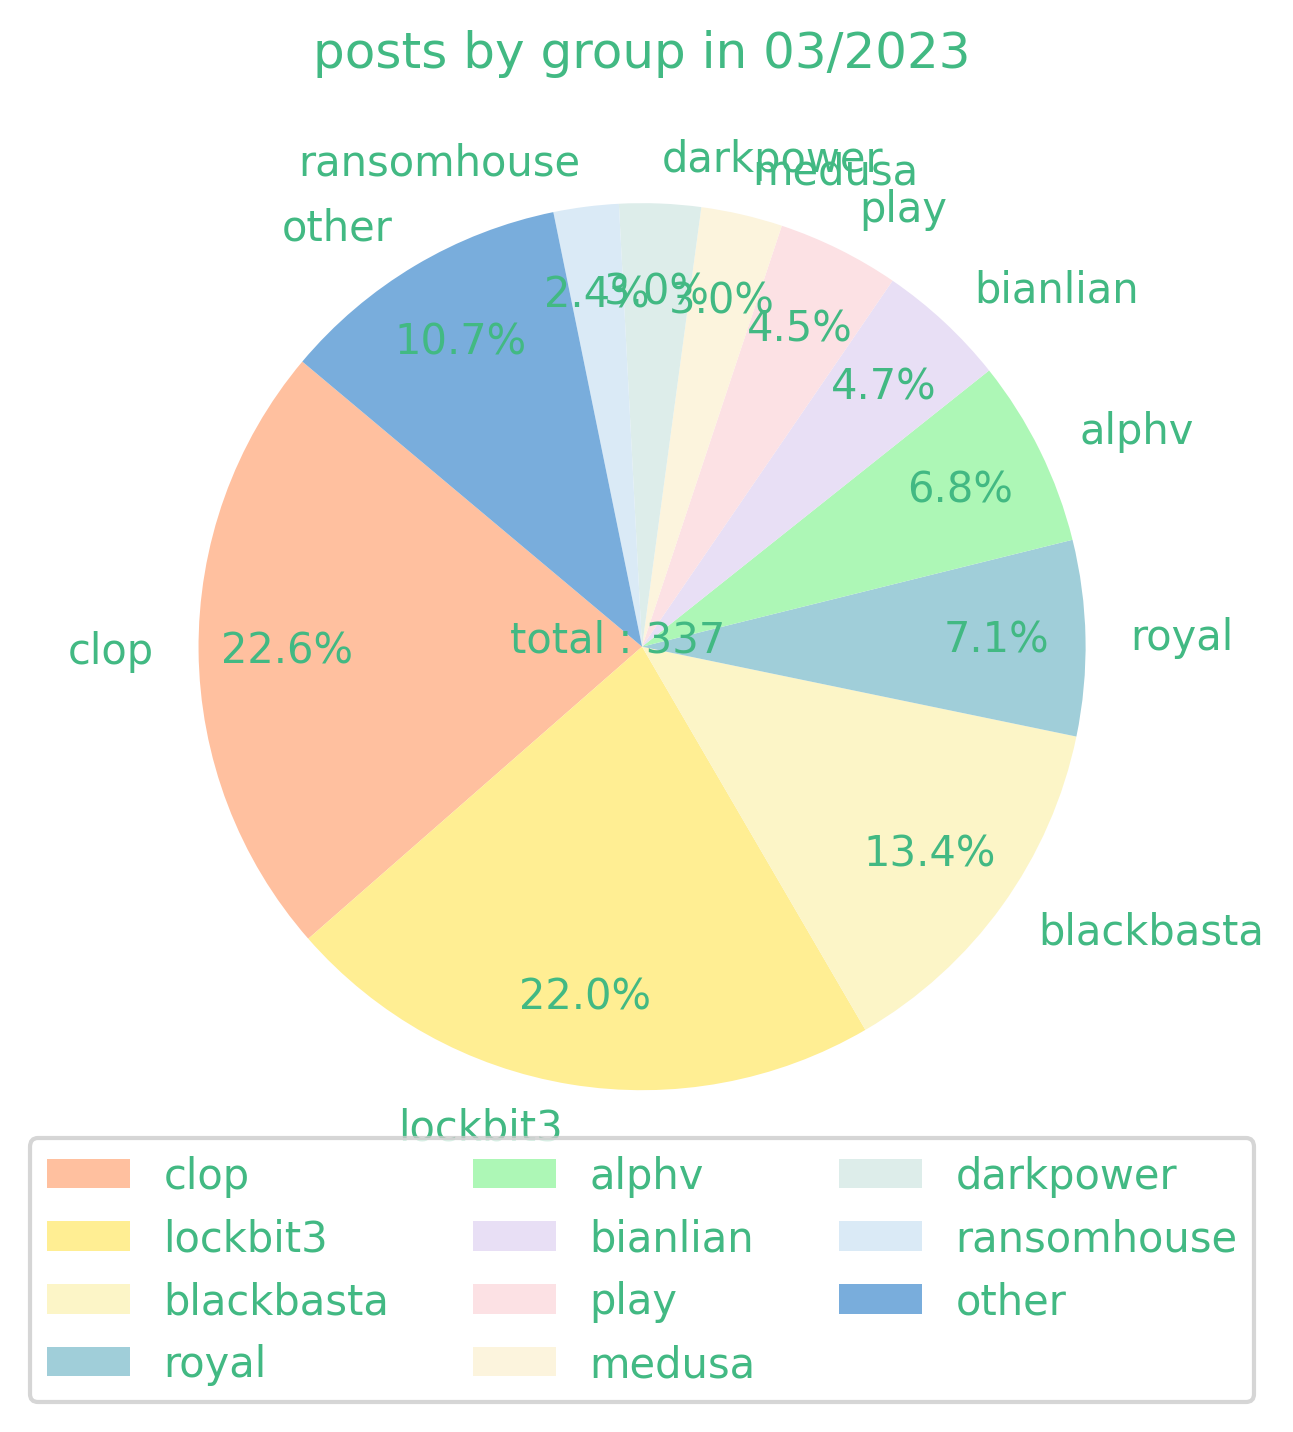 posts by group in 03/2023
darkpower
medusa
ransomhouse
play
other
bianlian
2.4%
3.0%
3.0%
4.5%
10.7%
4.7%
alphv
6.8%
total : 337
7.1%
royal
clop
22.6%
13.4%
blackbasta
22.0%
lockbit3
clop
lockbit3
blackbasta
royal
alphv
bianlian
play
medusa
darkpower
ransomhouse
other